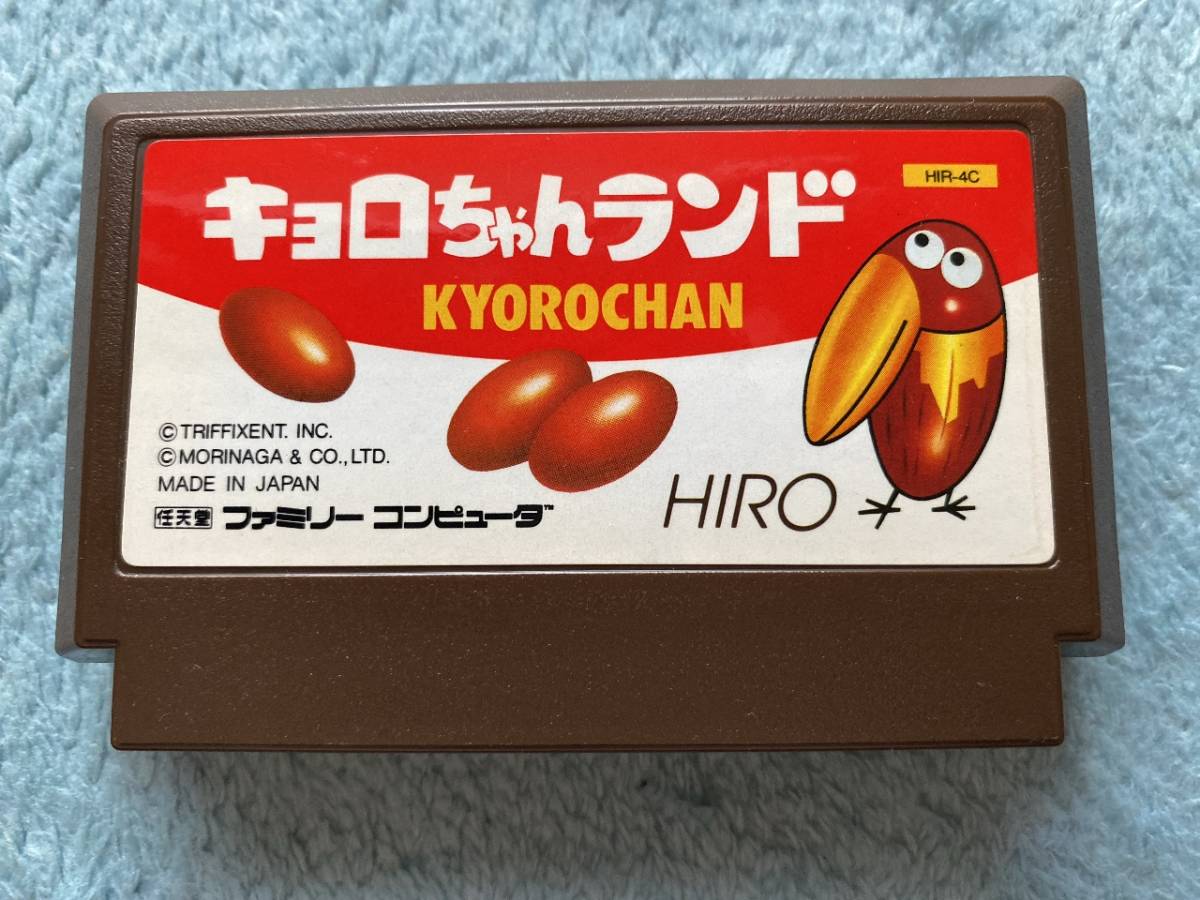 HIR-4C
キョロちゃんランド
KYOROCHAN
©TRIFFIXENT. INC.
©MORINAGA & CO.,LTD.
MADE IN JAPAN
任天堂 ファミリー コンピュータ™
HIRO